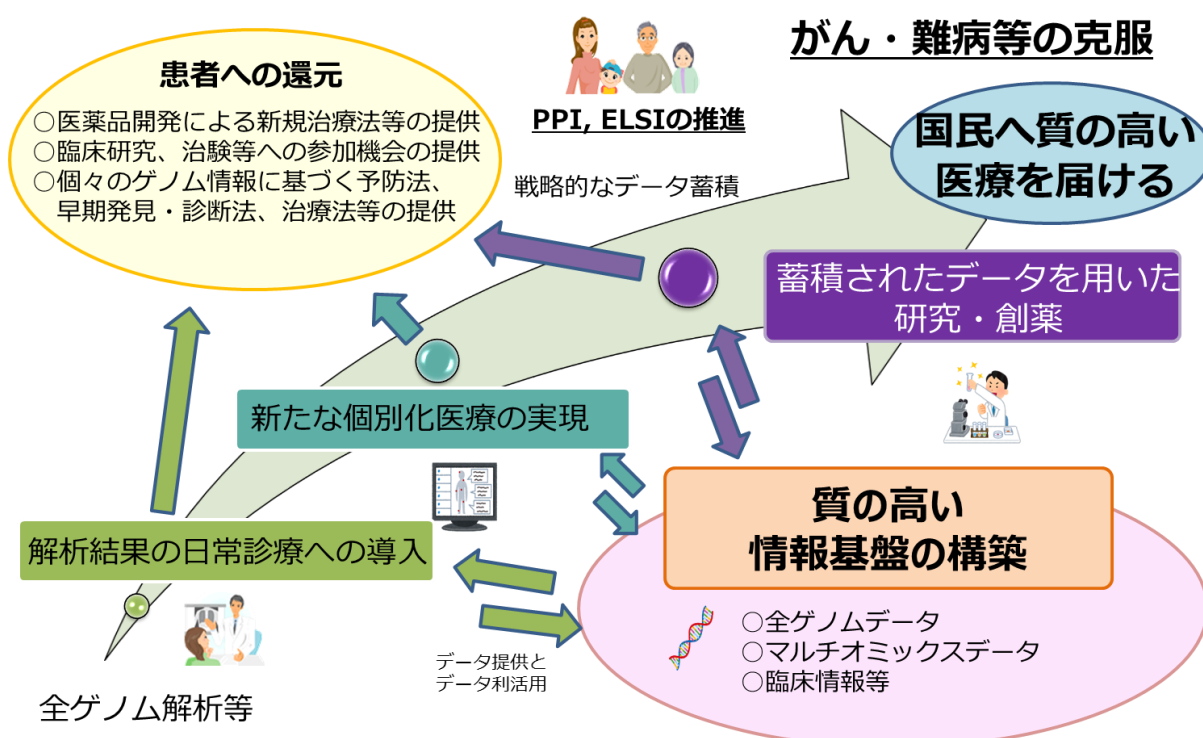 がん・難病等の克服
患者への還元
○医薬品開発による新規治療法等の提供
○臨床研究、治験等への参加機会の提供
○個々のゲノム情報に基づく予防法、
早期発見・診断法、治療法等の提供
PPI, ELSIの推進
戦略的なデータ蓄積
国民へ質の高い
医療を届ける
蓄積されたデータを用いた
研究・創薬
新たな個別化医療の実現
解析結果の日常診療への導入
質の高い
情報基盤の構築
○全ゲノムデータ
○マルチオミックスデータ
○臨床情報等
データ提供と
データ利活用
全ゲノム解析等